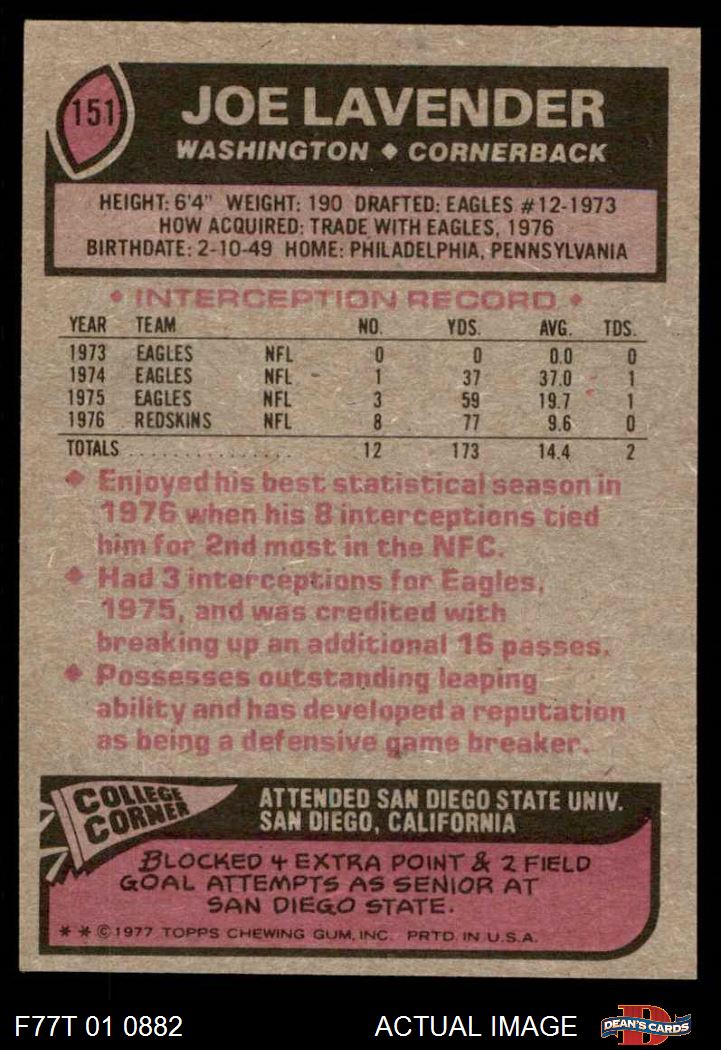 151
JOE LAVENDER
WASHINGTON ◆ CORNERBACK
HEIGHT: 6'4" WEIGHT: 190 DRAFTED: EAGLES #12-1973
HOW ACQUIRED: TRADE WITH EAGLES, 1976
BIRTHDATE: 2-10-49 HOME: PHILADELPHIA, PENNSYLVANIA
◆ INTERCEPTION RECORD ◆
YEAR TEAM NO. YDS. AVG. TDS.
1973 EAGLES NFL 0 0 0.0 0
1974 EAGLES NFL 1 37 37.0 1
1975 EAGLES NFL 3 59 19.7 1
1976 REDSKINS NFL 8 77 9.6 0
TOTALS . . . . . . . . . . . . . . . 12 173 14.4 2
◆ Enjoyed his best statistical season in
1976 when his 8 interceptions tied
him for 2nd most in the NFC.
◆ Had 3 interceptions for Eagles,
1975, and was credited with
breaking up an additional 16 passes.
◆ Possesses outstanding leaping
ability and has developed a reputation
as being a defensive game breaker.
COLLEGE
CORNER
ATTENDED SAN DIEGO STATE UNIV.
SAN DIEGO, CALIFORNIA
BLOCKED 4 EXTRA POINT & 2 FIELD
GOAL ATTEMPTS AS SENIOR AT
SAN DIEGO STATE.
* * © 1977 TOPPS CHEWING GUM, INC. PRTD. IN U.S.A.
F77T 01 0882 ACTUAL IMAGE
D
DEAN'S CARDS